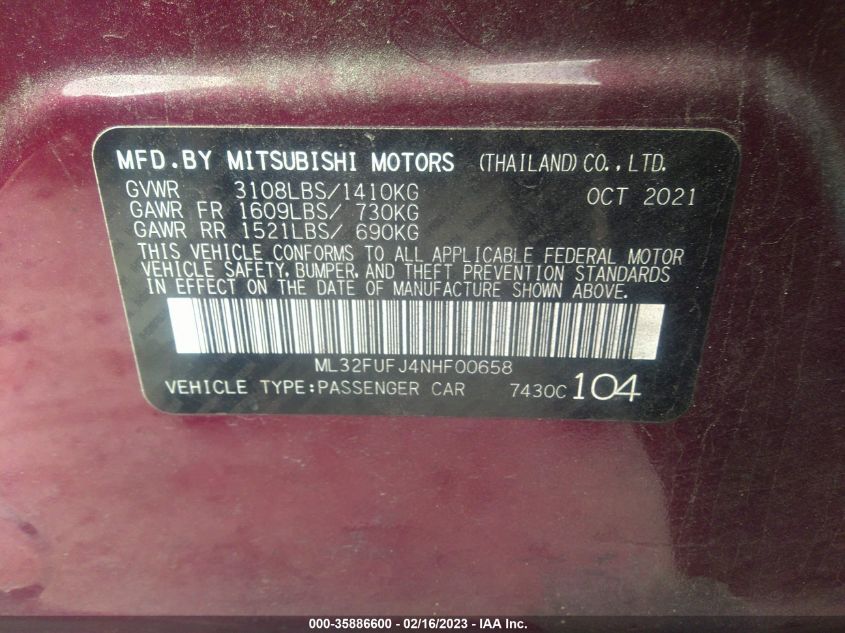 MFD.BY MITSUBISHI MOTORS (THAILAND) CO., LTD.
GVWR 3108LBS/1410KG OCT 2021
GAWR FR 1609LBS/ 730KG
GAWR RR 1521LBS/ 690KG
THIS VEHICLE CONFORMS TO ALL APPLICABLE FEDERAL MOTOR
VEHICLE SAFETY, BUMPER, AND THEFT PREVENTION STANDARDS
IN EFFECT ON THE DATE OF MANUFACTURE SHOWN ABOVE.
ML32FUFJ4NHF00658
VEHICLE TYPE:PASSENGER CAR 7430C 104
000-35886600 - 02/16/2023 - IAA Inc.